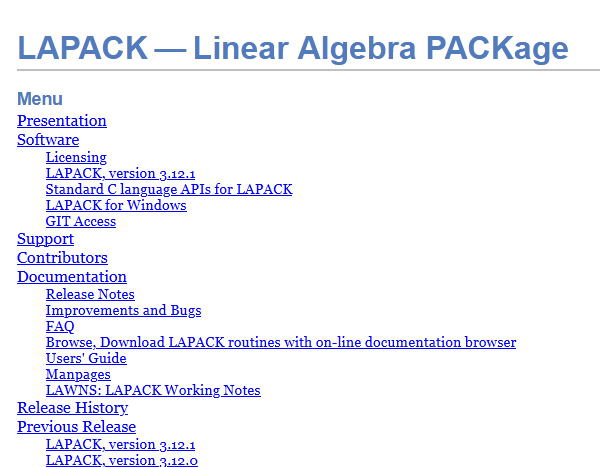 LAPACK — Linear Algebra PACKage
Menu
Presentation
Software
Licensing
LAPACK, version 3.12.1
Standard C language APIs for LAPACK
LAPACK for Windows
GIT Access
Support
Contributors
Documentation
Release Notes
Improvements and Bugs
FAQ
Browse, Download LAPACK routines with on-line documentation browser
Users' Guide
Manpages
LAWNS: LAPACK Working Notes
Release History
Previous Release
LAPACK, version 3.12.1
LAPACK, version 3.12.0